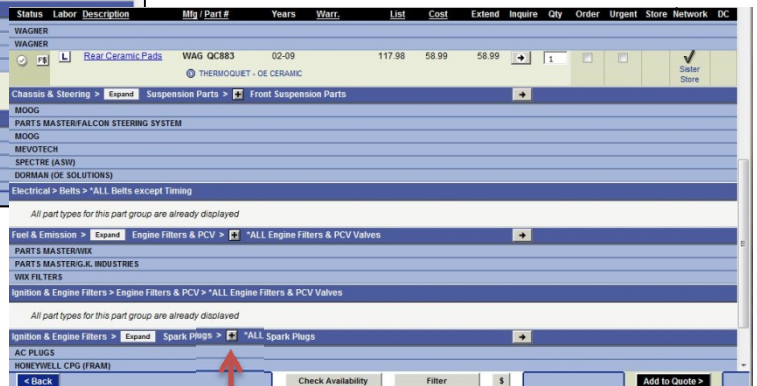 Status Labor Description Mfg / Part # Years Warr. List Cost Extend Inquire Qty Order Urgent Store Network DC
WAGNER
WAGNER
F$ L Rear Ceramic Pads WAG QC883 02-09 117.98 58.99 58.99 1
THERMOQUIET - OE CERAMIC
Sister
Store
Chassis & Steering > Expand Suspension Parts > + Front Suspension Parts
MOOG
PARTS MASTER/FALCON STEERING SYSTEM
MOOG
MEVOTECH
SPECTRE (ASW)
DORMAN (OE SOLUTIONS)
Electrical > Belts > *ALL Belts except Timing
All part types for this part group are already displayed
Fuel & Emission > Expand Engine Filters & PCV > + *ALL Engine Filters & PCV Valves
PARTS MASTER/WIX
PARTS MASTER/G.K. INDUSTRIES
WIX FILTERS
Ignition & Engine Filters > Engine Filters & PCV > *ALL Engine Filters & PCV Valves
All part types for this part group are already displayed
Ignition & Engine Filters > Expand Spark Plugs > + *ALL Spark Plugs
AC PLUGS
HONEYWELL CPG (FRAM)
< Back Check Availability Filter $ Add to Quote >